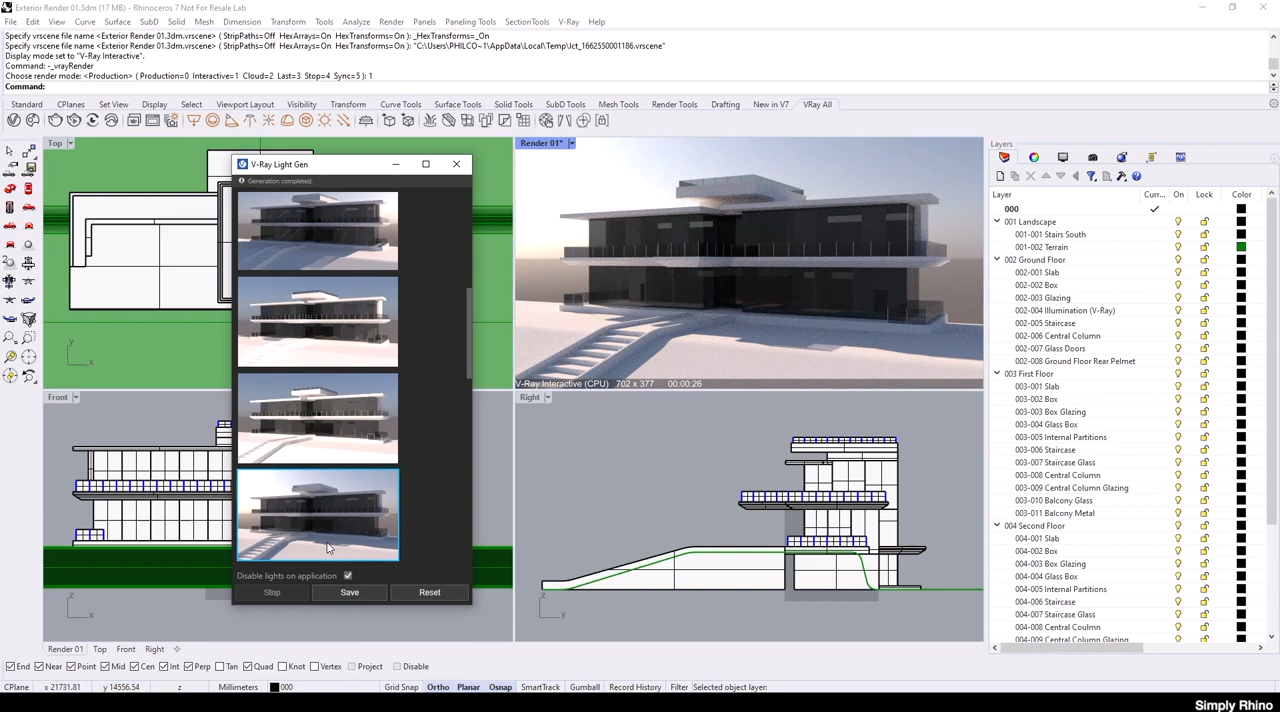 Exterior Render 01.3dm (17 MB) - Rhinoceros 7 Not For Resale Lab
File Edit View Curve Surface SubD Solid Mesh Dimension Transform Tools Analyze Render Panels Paneling Tools SectionTools V-Ray Help
Specify vrscene file name <Exterior Render 01.3dm.vrscene> ( StripPaths=Off HexArrays=On HexTransforms=On ): _HexTransforms=_On
Specify vrscene file name <Exterior Render 01.vrscene> ( StripPaths=Off HexArrays=On HexTransforms=On ): "C:\Users\PHILCO~1\AppData\Local\Temp\lct_1662550001186.vrscene"
Display mode set to "V-Ray Interactive".
Command: -_vrayRender
Choose render mode: <Production> ( Production=0 Interactive=1 Cloud=2 Last=3 Stop=4 Sync=5 ): 1
Command:
Standard CPlanes Set View Display Select Viewport Layout Visibility Transform Curve Tools Surface Tools Solid Tools SubD Tools Mesh Tools Render Tools Drafting New in V7 VRay All
Top
V-Ray Light Gen
Generation completed.
Disable lights on application
Stop Save Reset
Render 01*
V-Ray Interactive (CPU) 702 x 377 00:00:26
y
x
Front
z
x
Right
z
y
Layers
Layer Curr... On Lock Color
000
001 Landscape
001-001 Stairs South
001-002 Terrain
002 Ground Floor
002-001 Slab
002-002 Box
002-003 Glazing
002-004 Illumination (V-Ray)
002-005 Staircase
002-006 Central Column
002-007 Glass Doors
002-008 Ground Floor Rear Pelmet
003 First Floor
003-001 Slab
003-002 Box
003-003 Box Glazing
003-004 Glass Box
003-005 Internal Partitions
003-006 Staircase
003-006 Staircase Glass
003-008 Central Column
003-009 Central Column Glazing
003-010 Balcony Glass
003-011 Balcony Metal
004 Second Floor
004-001 Slab
004-002 Box
004-003 Box Glazing
004-004 Glass Box
004-005 Internal Partitions
004-006 Staircase
004-007 Staircase Glass
004-008 Central Coulmn
004-009 Central Column Glazing
Render 01 Top Front Right
End Near Point Mid Cen Int Perp Tan Quad Knot Vertex Project Disable
CPlane x 21731.81 y 14556.54 z Millimeters 000 Grid Snap Ortho Planar Osnap SmartTrack Gumball Record History Filter Selected object layer:
Simply Rhino